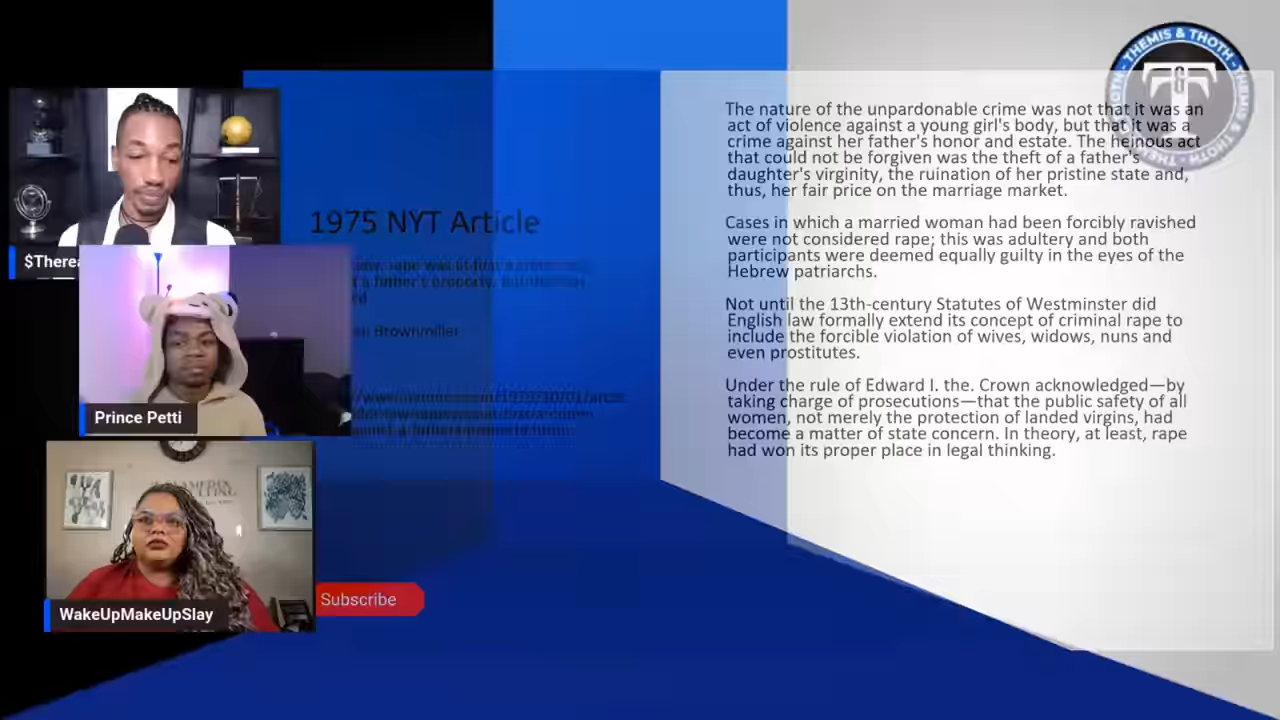 THEMIS & THOTH
The nature of the unpardonable crime was not that it was an
act of violence against a young girl's body, but that it was a
crime against her father's honor and estate. The heinous act
that could not be forgiven was the theft of a father's
daughter's virginity, the ruination of her pristine state and,
thus, her fair price on the marriage market.
Cases in which a married woman had been forcibly ravished
were not considered rape; this was adultery and both
participants were deemed equally guilty in the eyes of the
Hebrew patriarchs.
Not until the 13th-century Statutes of Westminster did
English law formally extend its concept of criminal rape to
include the forcible violation of wives, widows, nuns and
even prostitutes.
Under the rule of Edward I. the. Crown acknowledged—by
taking charge of prosecutions—that the public safety of all
women, not merely the protection of landed virgins, had
become a matter of state concern. In theory, at least, rape
had won its proper place in legal thinking.
1975 NYT Article
a father's property.
Brownmiller
$Therea
Prince Petti
WakeUpMakeUpSlay
Subscribe